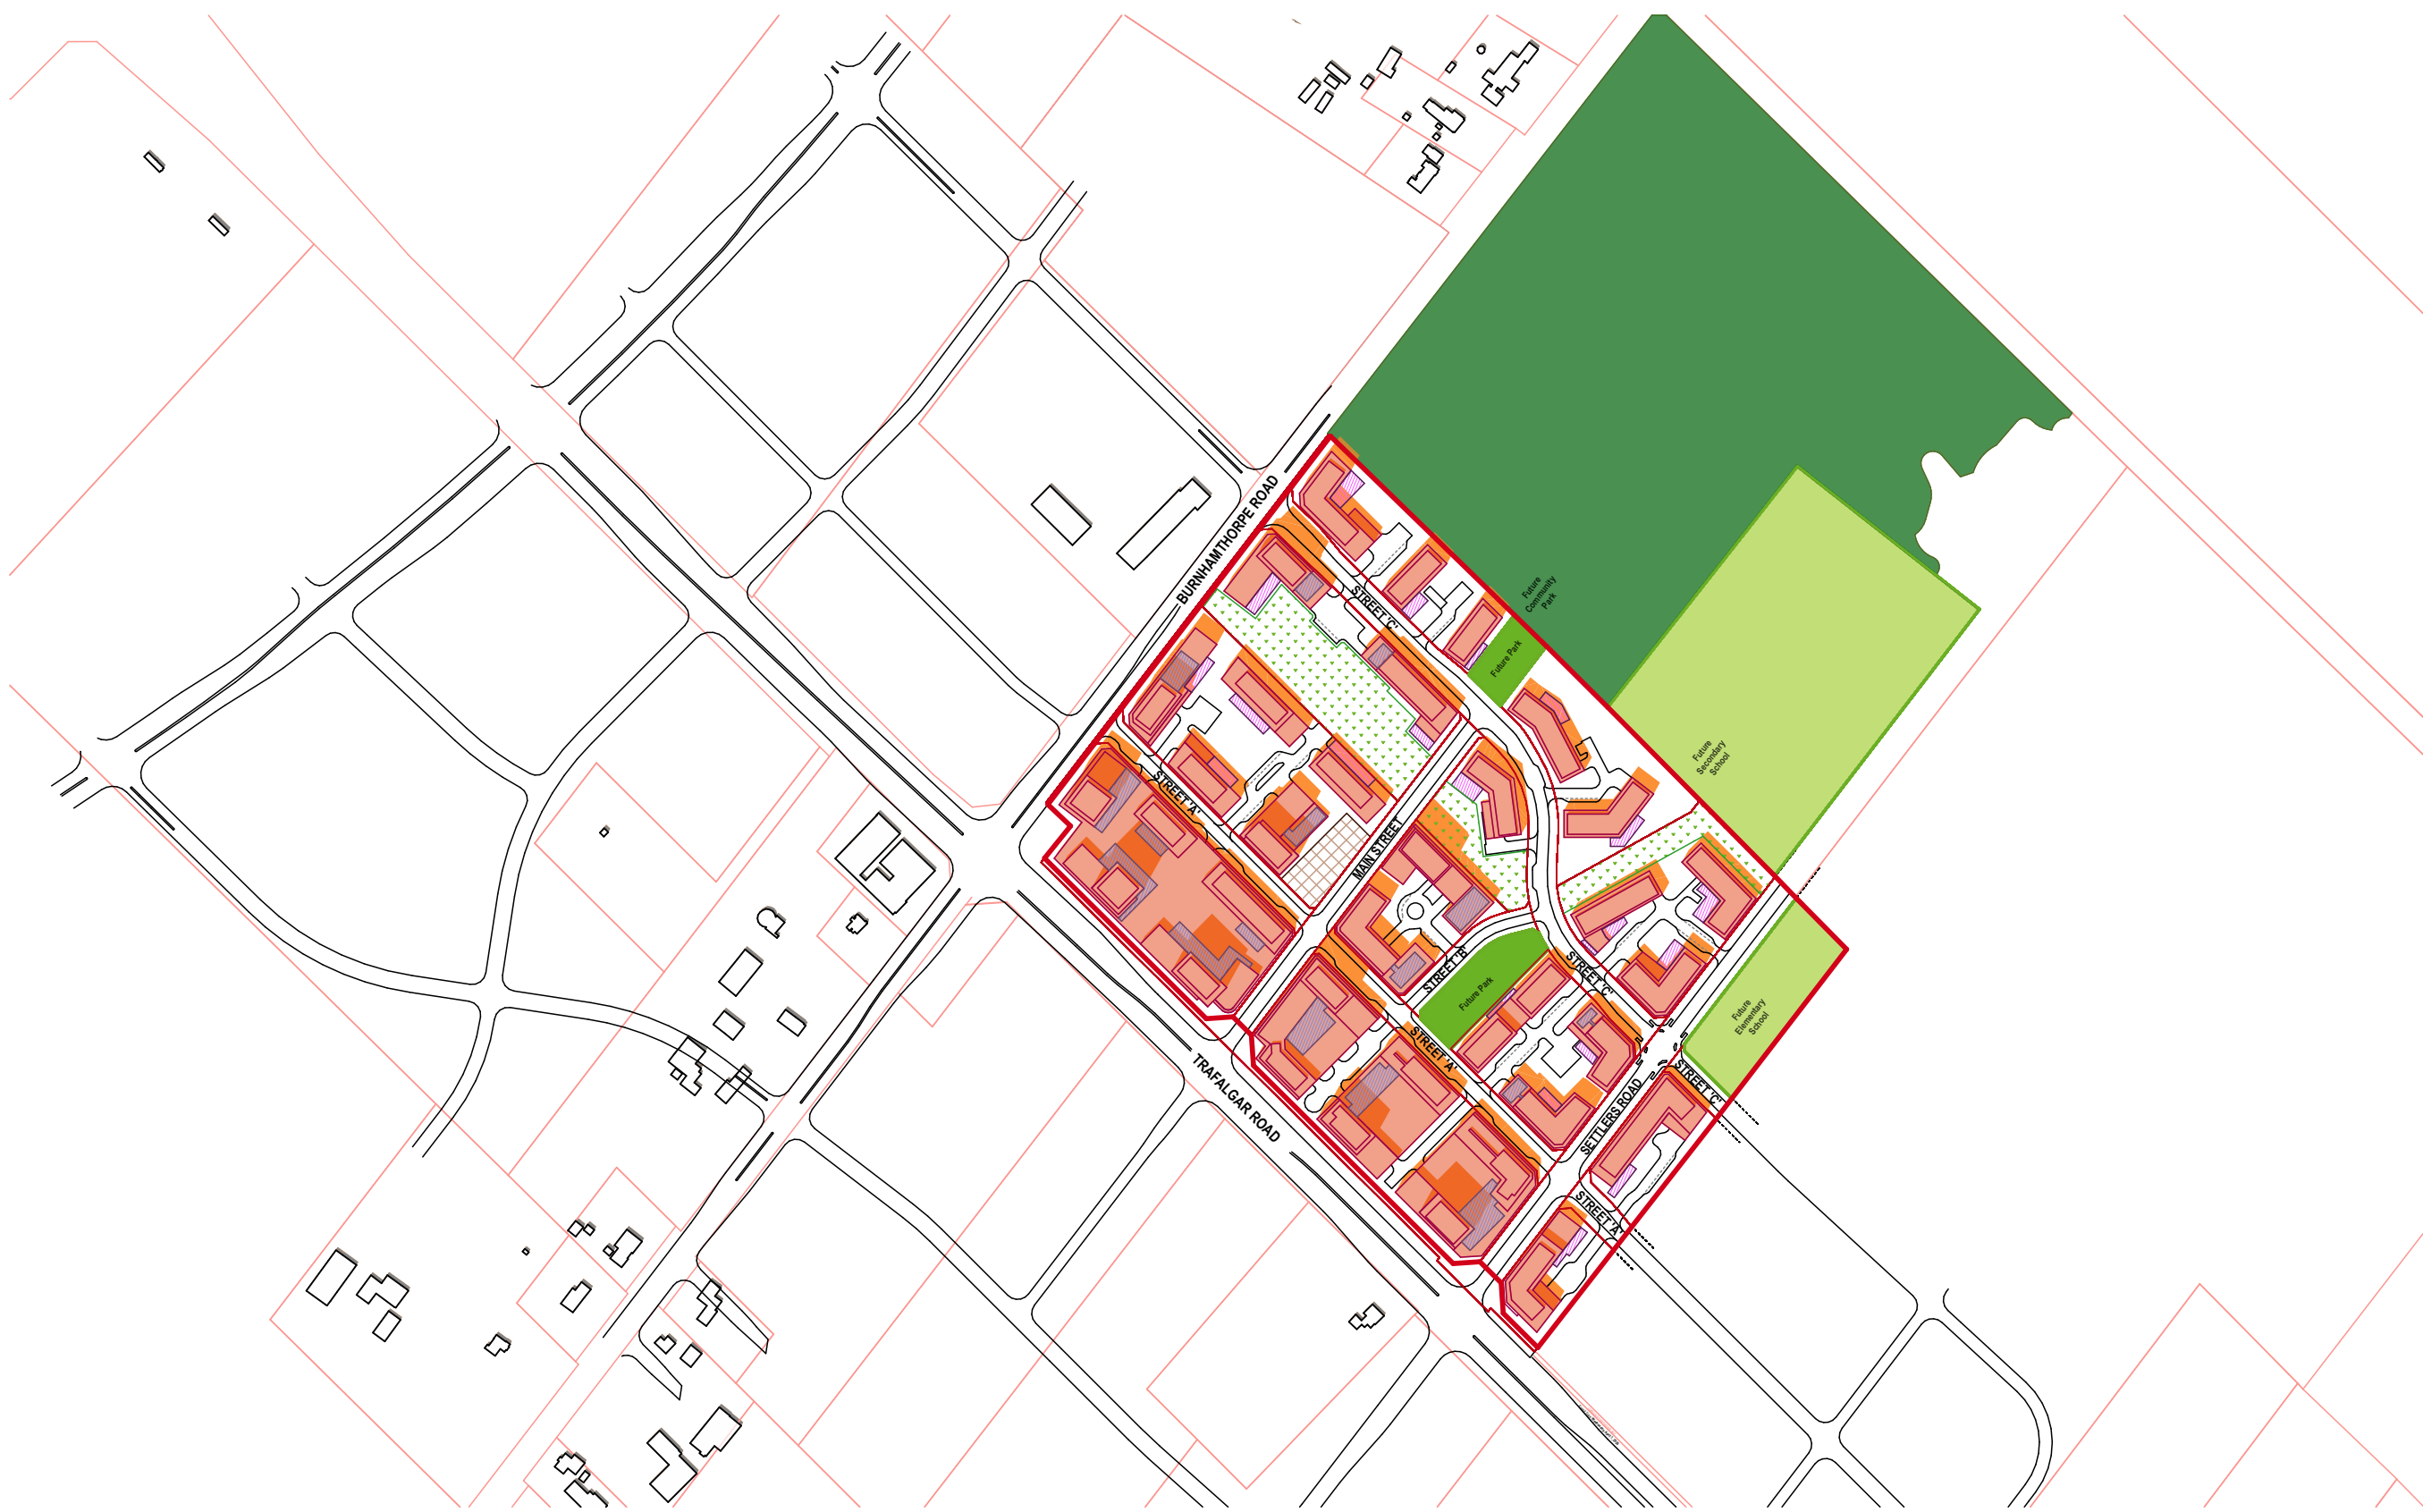 BURNHAMTHORPE ROAD
Future
Community
Park
STREET 'C'
Future Park
Future
Secondary
School
STREET 'A'
MAIN STREET
STREET 'B'
Future Park
STREET 'C'
Future
Elementary
School
STREET 'A'
TRAFALGAR ROAD
STREET 'C'
SETTLERS ROAD
STREET 'A'